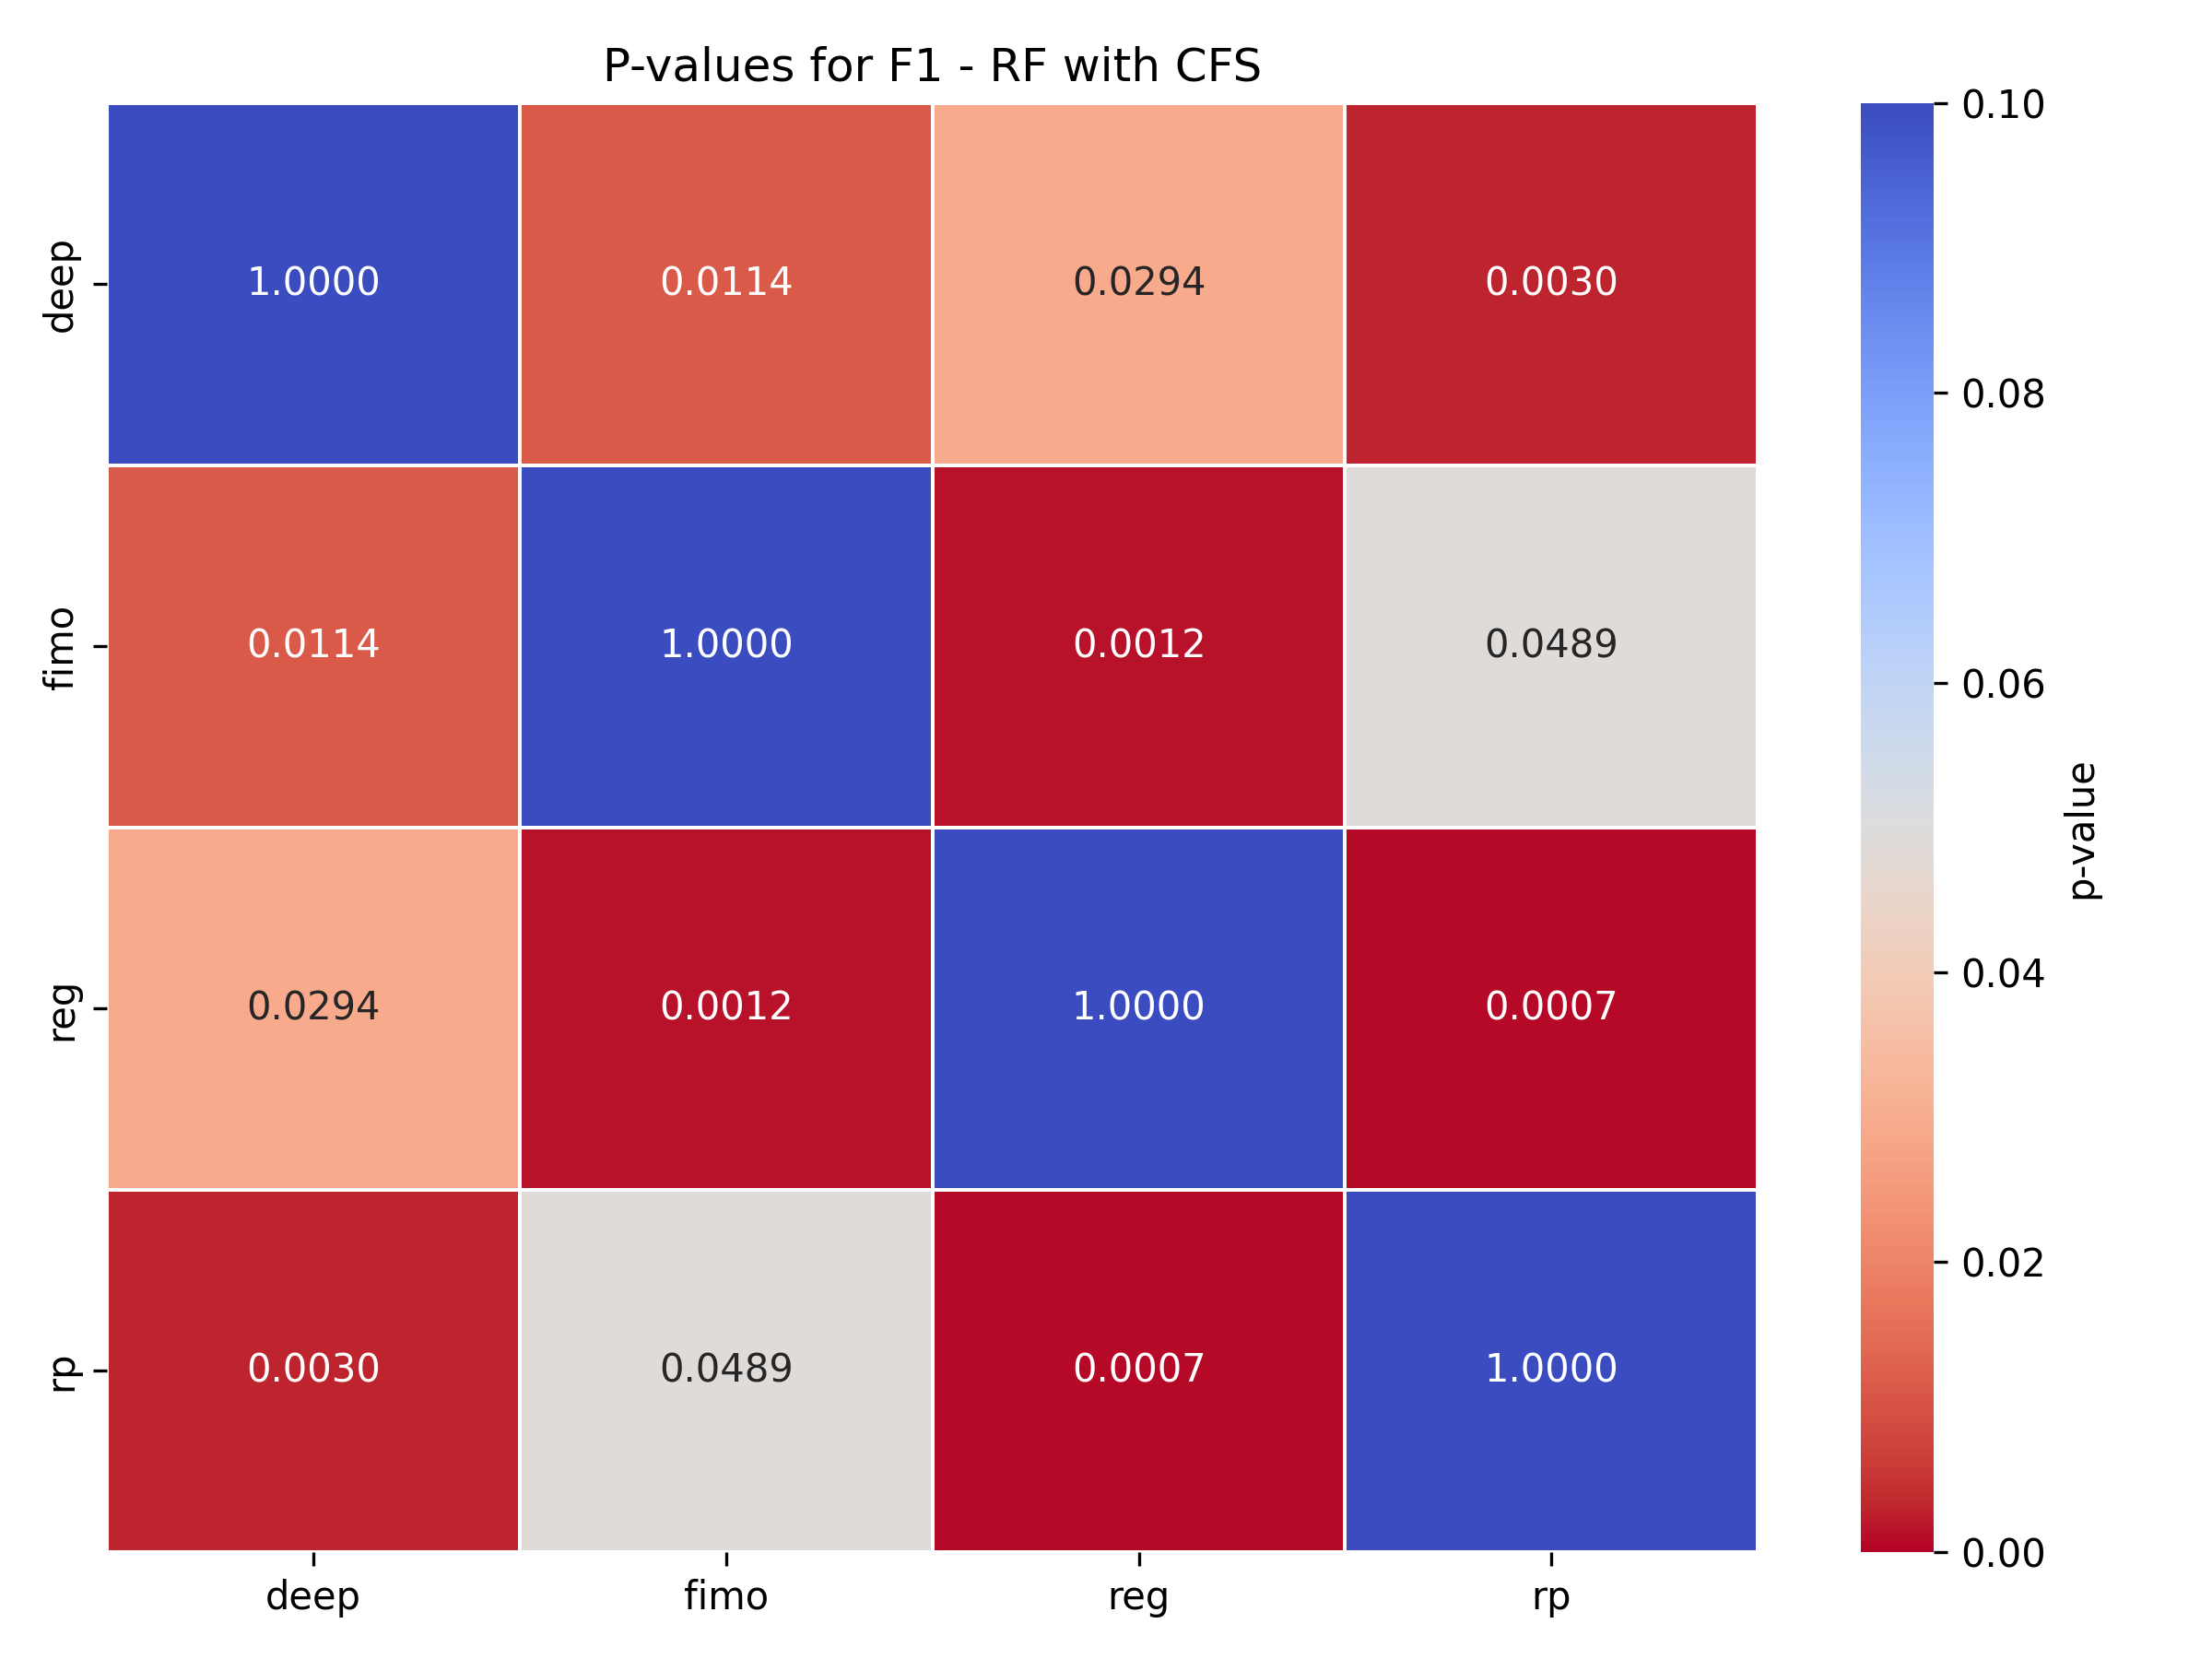 P-values for F1 - RF with CFS
deep 1.0000 0.0114 0.0294 0.0030
fimo 0.0114 1.0000 0.0012 0.0489
reg 0.0294 0.0012 1.0000 0.0007
rp 0.0030 0.0489 0.0007 1.0000
deep fimo reg rp
0.10
0.08
0.06
0.04
0.02
0.00
p-value